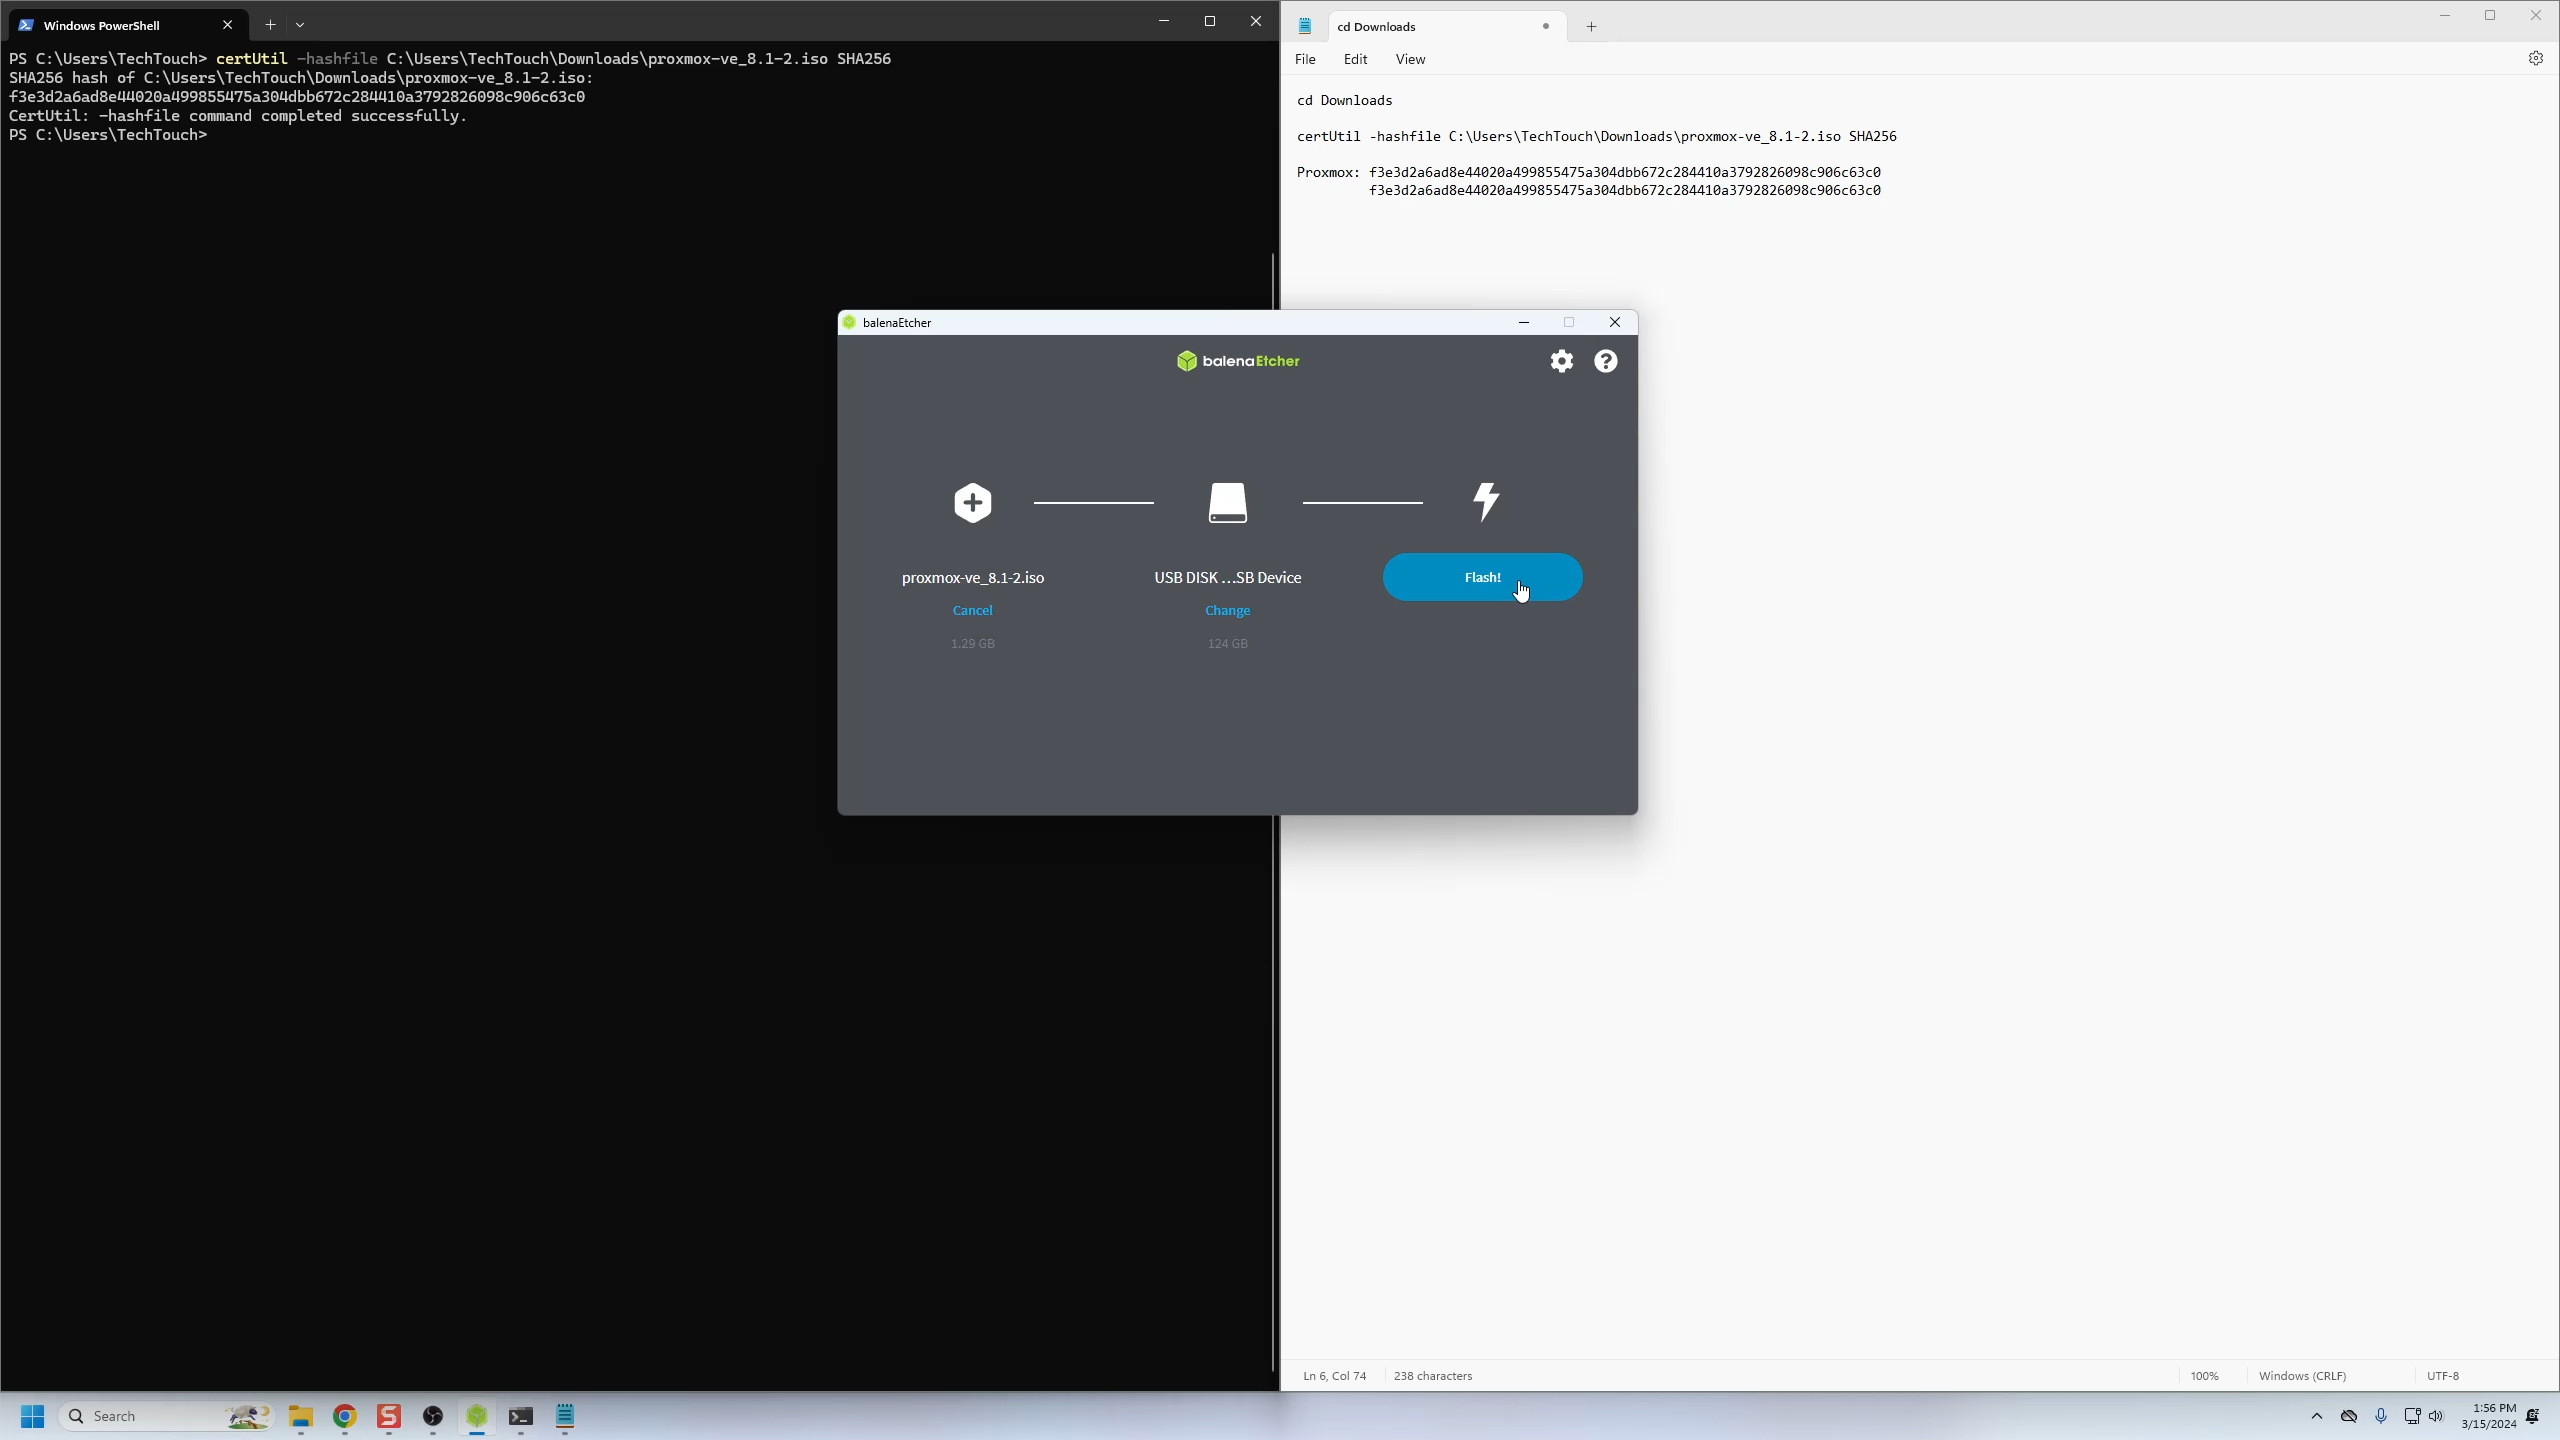 Windows PowerShell
PS C:\Users\TechTouch> certUtil -hashfile C:\Users\TechTouch\Downloads\proxmox-ve_8.1-2.iso SHA256
SHA256 hash of C:\Users\TechTouch\Downloads\proxmox-ve_8.1-2.iso:
f3e3d2a6ad8e44020a499855475a304dbb672c284410a3792826098c906c63c0
CertUtil: -hashfile command completed successfully.
PS C:\Users\TechTouch>
cd Downloads
File Edit View
cd Downloads
certUtil -hashfile C:\Users\TechTouch\Downloads\proxmox-ve_8.1-2.iso SHA256
Proxmox: f3e3d2a6ad8e44020a499855475a304dbb672c284410a3792826098c906c63c0
f3e3d2a6ad8e44020a499855475a304dbb672c284410a3792826098c906c63c0
balenaEtcher
balenaEtcher
proxmox-ve_8.1-2.iso
Cancel
1.29 GB
USB DISK ...SB Device
Change
124 GB
Flash!
Ln 6, Col 74 238 characters 100% Windows (CRLF) UTF-8
Search
1:56 PM
3/15/2024